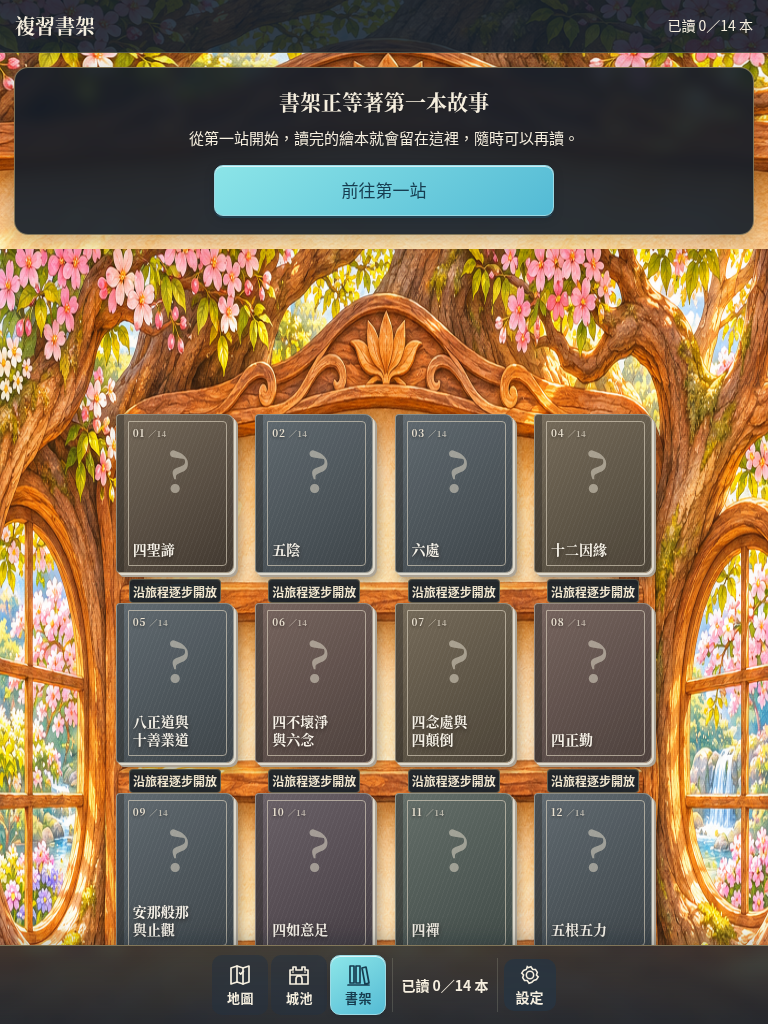 複習書架
已讀 0／14 本
書架正等著第一本故事
從第一站開始，讀完的繪本就會留在這裡，隨時可以再讀。
前往第一站
01 ／14
?
四聖諦
02 ／14
?
五陰
03 ／14
?
六處
04 ／14
?
十二因緣
沿旅程逐步開放
沿旅程逐步開放
沿旅程逐步開放
沿旅程逐步開放
05 ／14
?
八正道與
十善業道
06 ／14
?
四不壞淨
與六念
07 ／14
?
四念處與
四顛倒
08 ／14
?
四正勤
沿旅程逐步開放
沿旅程逐步開放
沿旅程逐步開放
沿旅程逐步開放
09 ／14
?
安那般那
與止觀
10 ／14
?
四如意足
11 ／14
?
四禪
12 ／14
?
五根五力
地圖
城池
書架
已讀 0／14 本
設定